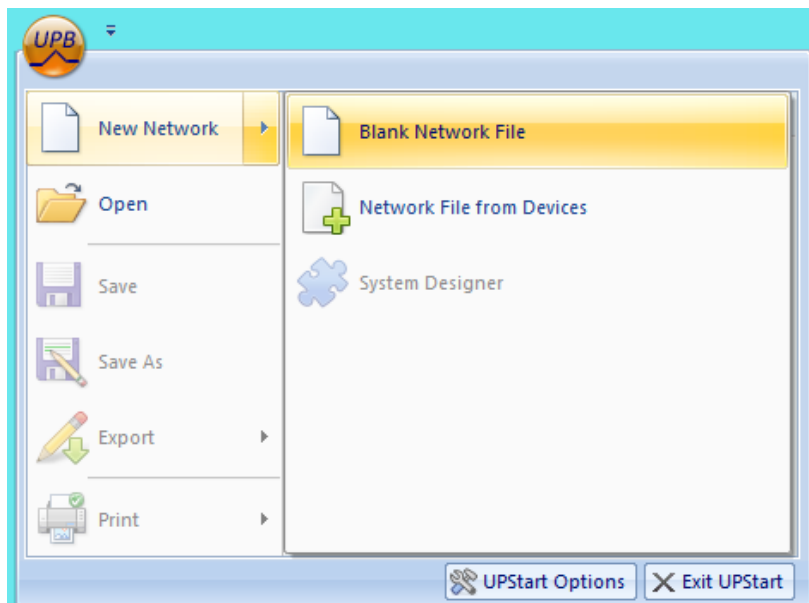 UPB
New Network
Blank Network File
Open
Network File from Devices
Save
System Designer
Save As
Export
Print
UPStart Options
Exit UPStart